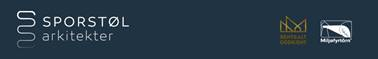 SPORSTØL
arkitekter
SENTRALT
GODKJENT
Miljøfyrtårn